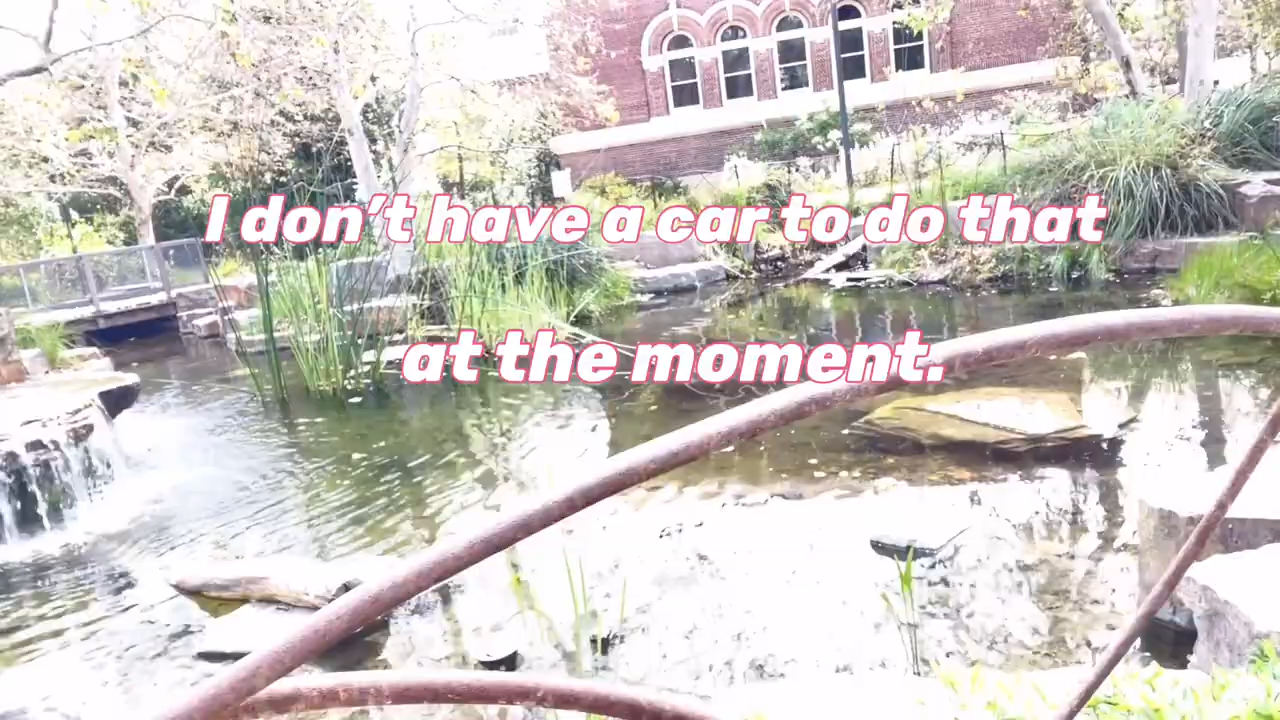 I don’t have a car to do that
at the moment.